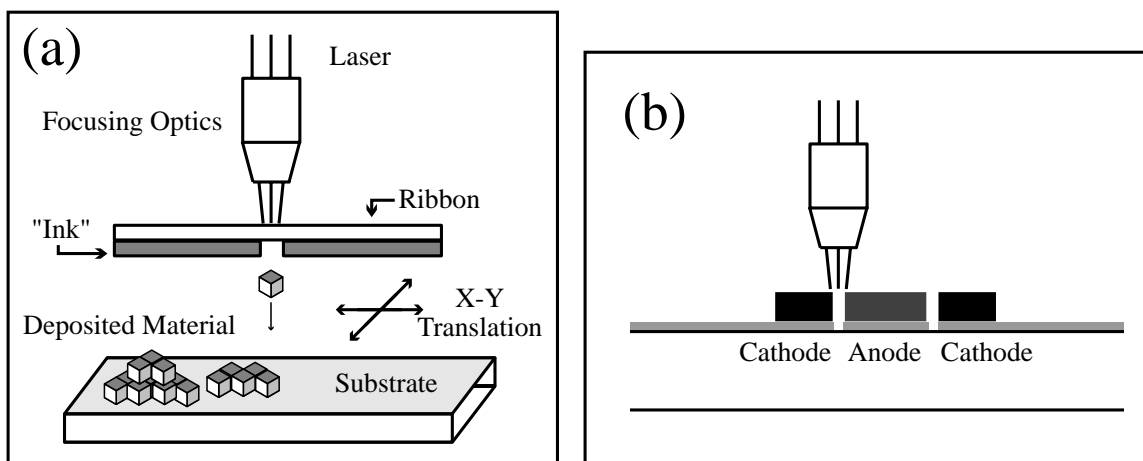 (a)
Laser
Focusing Optics
Ribbon
"Ink"
X-Y
Translation
Deposited Material
Substrate
(b)
Cathode Anode Cathode